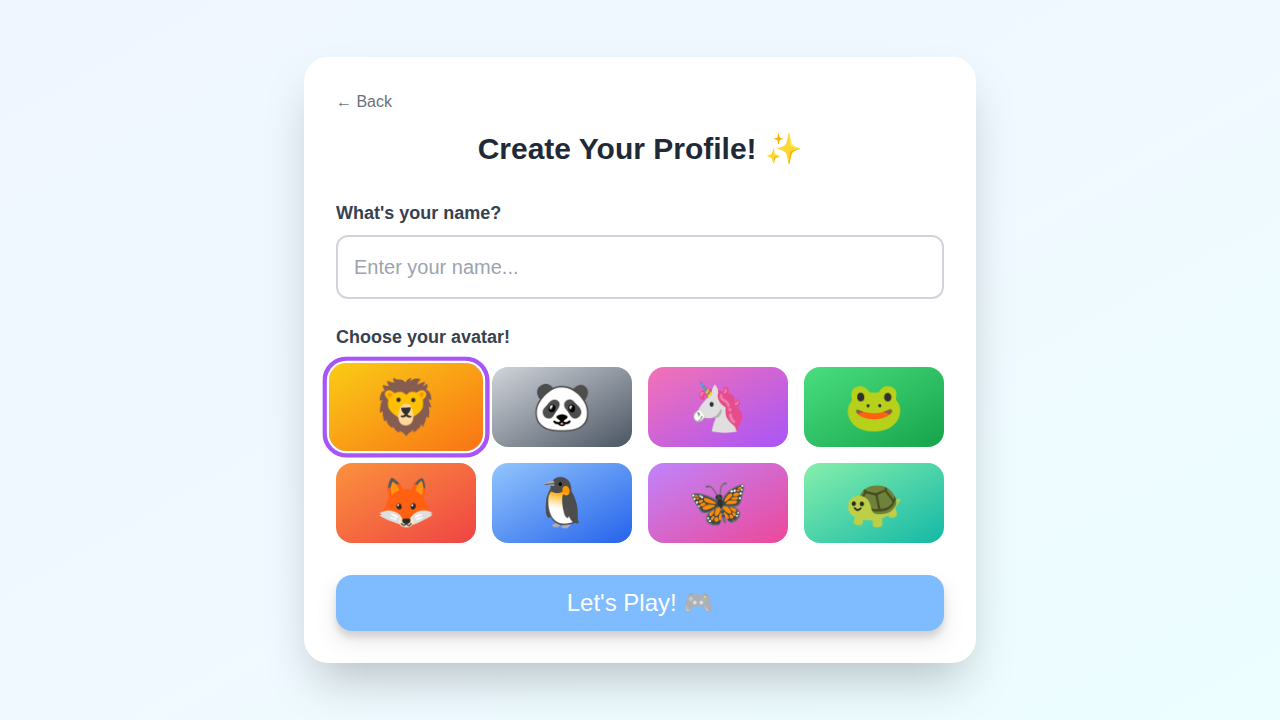 ← Back
Create Your Profile! ✨
What's your name?
Enter your name...
Choose your avatar!
Let's Play! 🎮